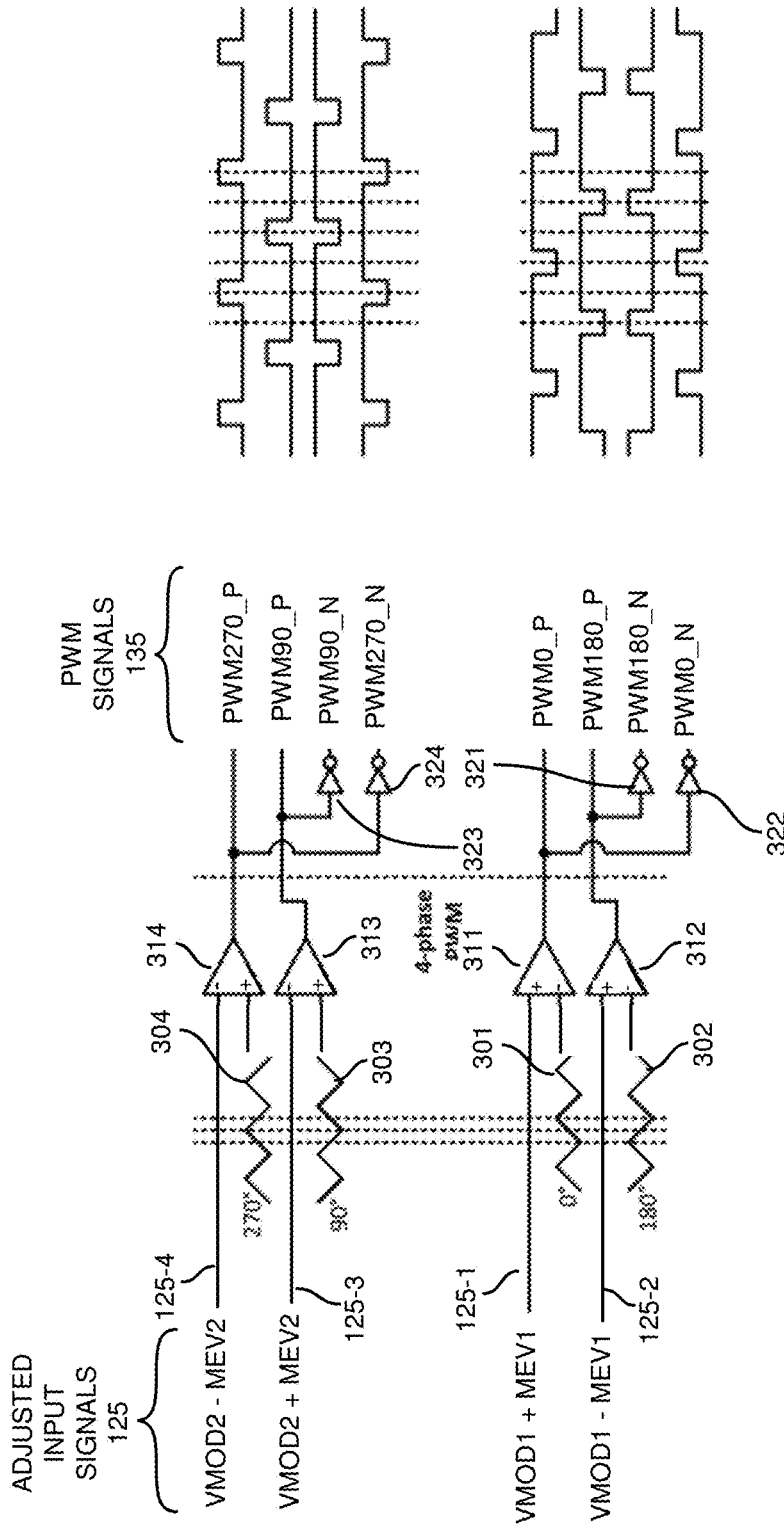 ADJUSTED
INPUT
SIGNALS
125
VMOD2 - MEV2
125-4
VMOD2 + MEV2
125-3
VMOD1 + MEV1
125-1
VMOD1 - MEV1
125-2
270°
90°
0°
180°
304
303
301
302
314
313
4-phase
PWM
311
312
- +
- +
+ -
+ -
323
324
321
322
PWM
SIGNALS
135
PWM270_P
PWM90_P
PWM90_N
PWM270_N
PWM0_P
PWM180_P
PWM180_N
PWM0_N